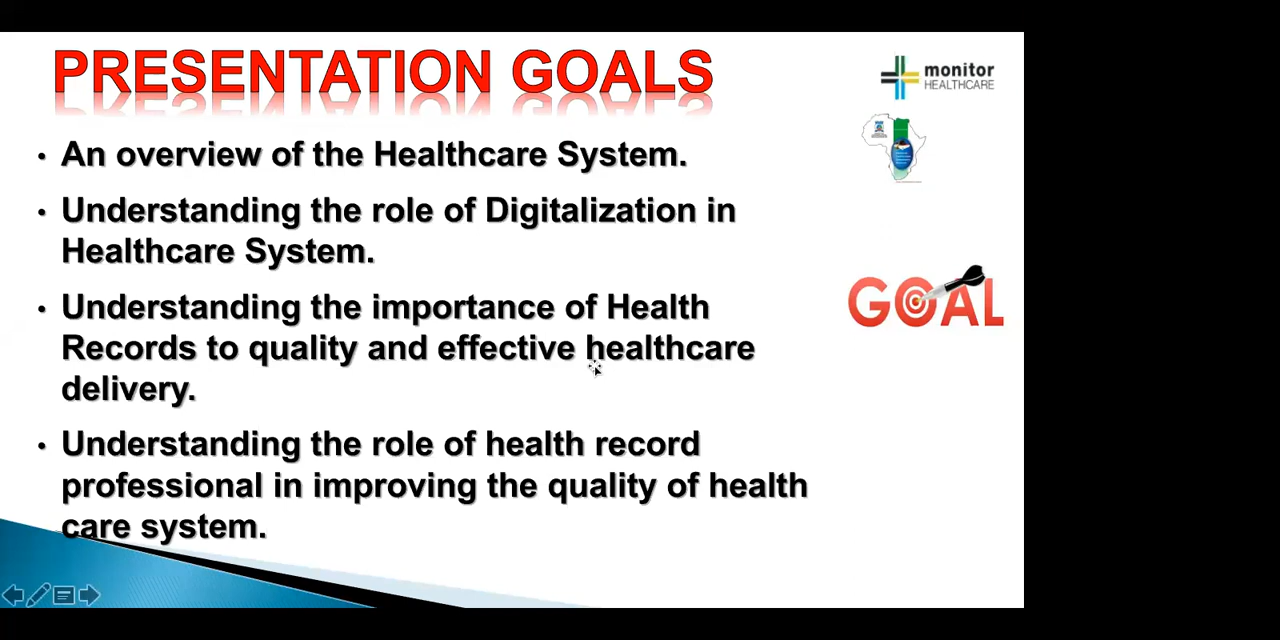 PRESENTATION GOALS
monitor
HEALTHCARE
• An overview of the Healthcare System.
• Understanding the role of Digitalization in
Healthcare System.
GOAL
• Understanding the importance of Health
Records to quality and effective healthcare
delivery.
• Understanding the role of health record
professional in improving the quality of health
care system.